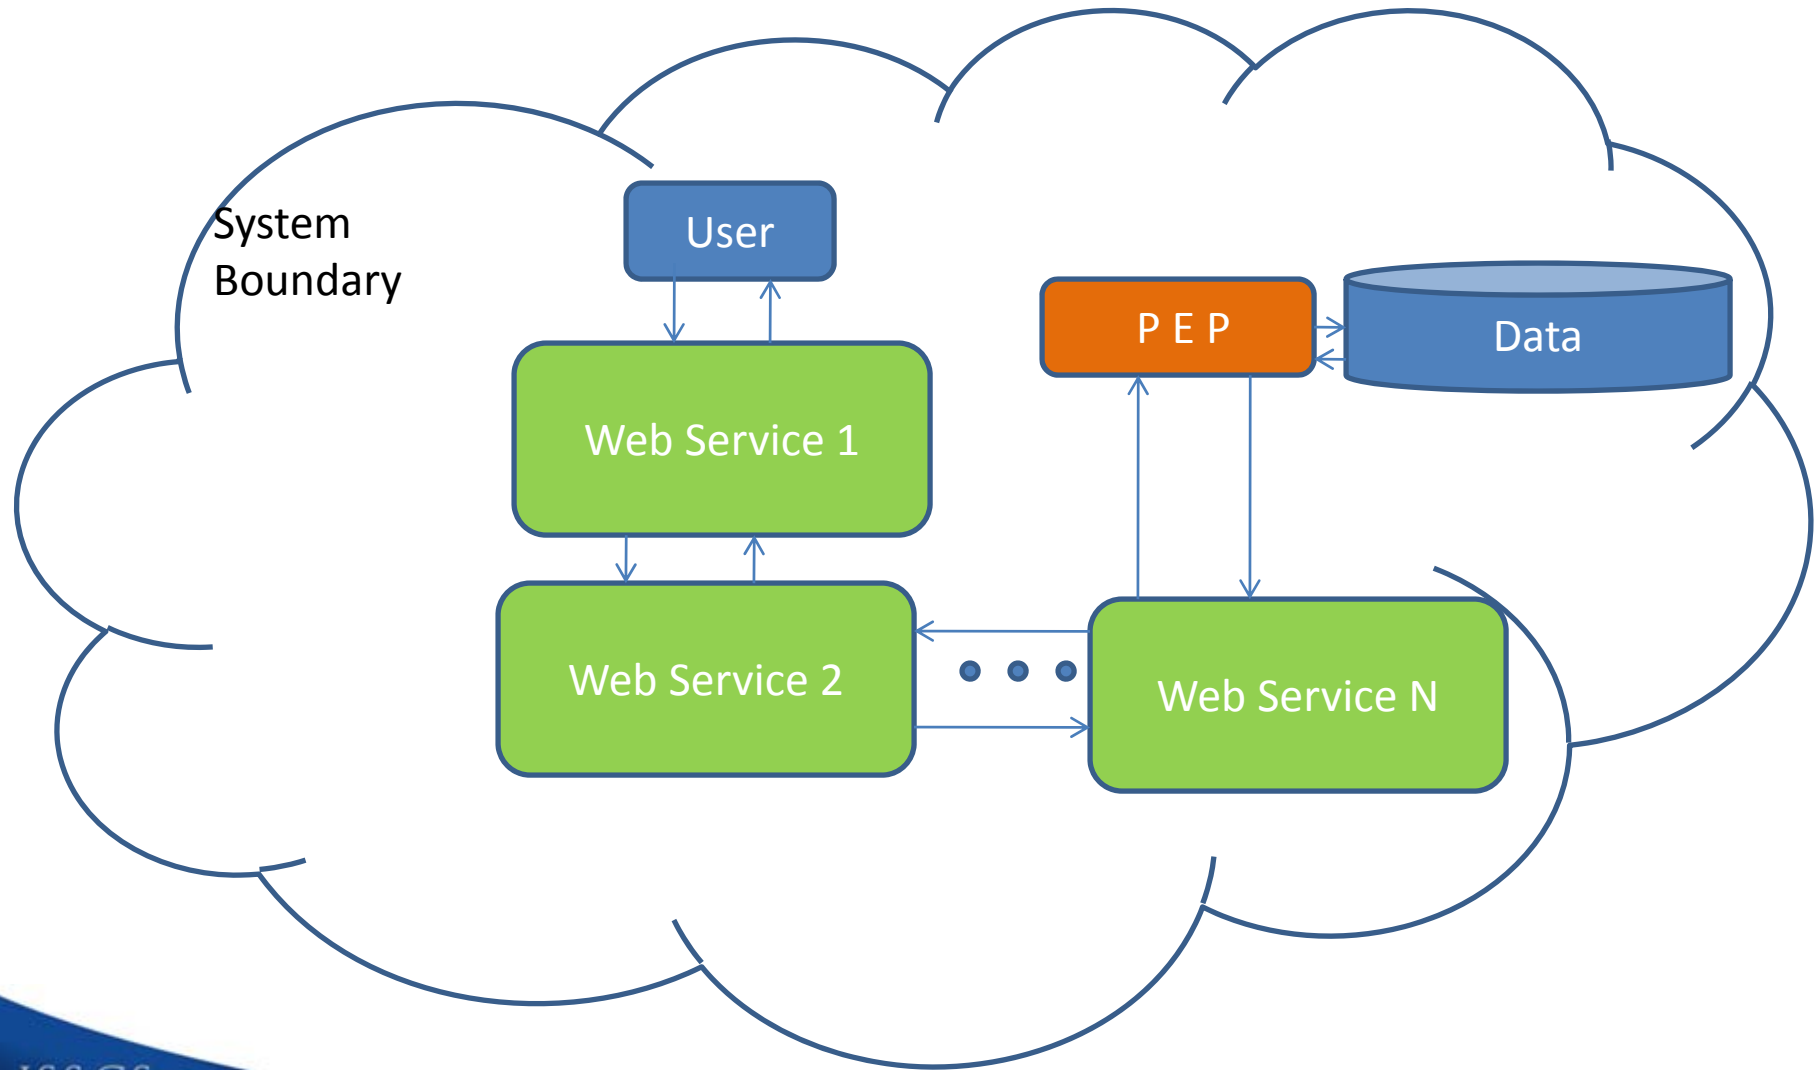 System
Boundary
User
P E P
Data
Web Service 1
Web Service 2
Web Service N